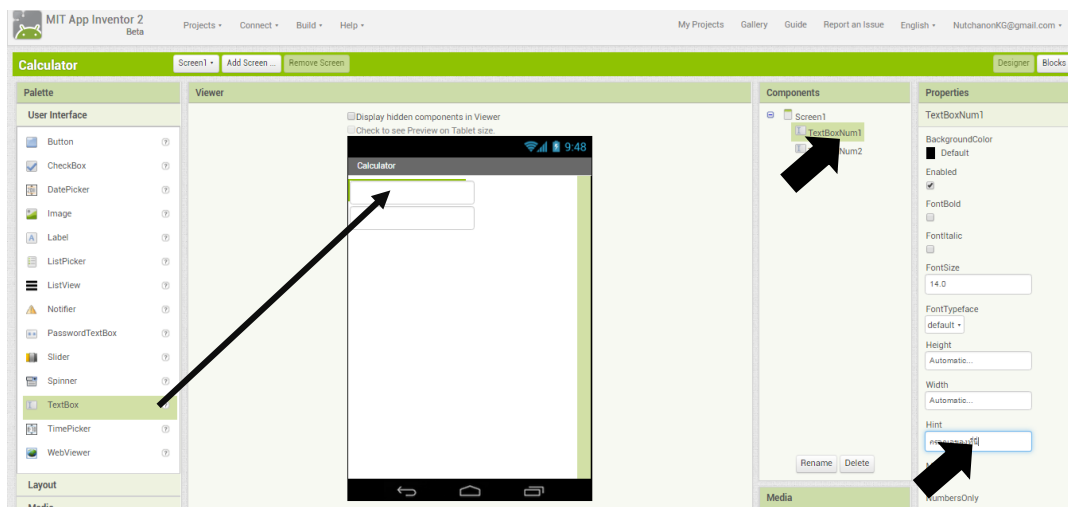 MIT App Inventor 2
Beta
Projects
Connect
Build
Help
My Projects
Gallery
Guide
Report an Issue
English
NutchanonKG@gmail.com
Calculator
Screen1
Add Screen ...
Remove Screen
Designer
Blocks
Palette
User Interface
Button
CheckBox
DatePicker
Image
Label
ListPicker
ListView
Notifier
PasswordTextBox
Slider
Spinner
TextBox
TimePicker
WebViewer
Layout
Media
Viewer
Display hidden components in Viewer
Check to see Preview on Tablet size.
9:48
Calculator
Components
Screen1
TextBoxNum1
Num2
Rename
Delete
Media
Properties
TextBoxNum1
BackgroundColor
Default
Enabled
FontBold
FontItalic
FontSize
14.0
FontTypeface
default
Height
Automatic...
Width
Automatic...
Hint
NumbersOnly